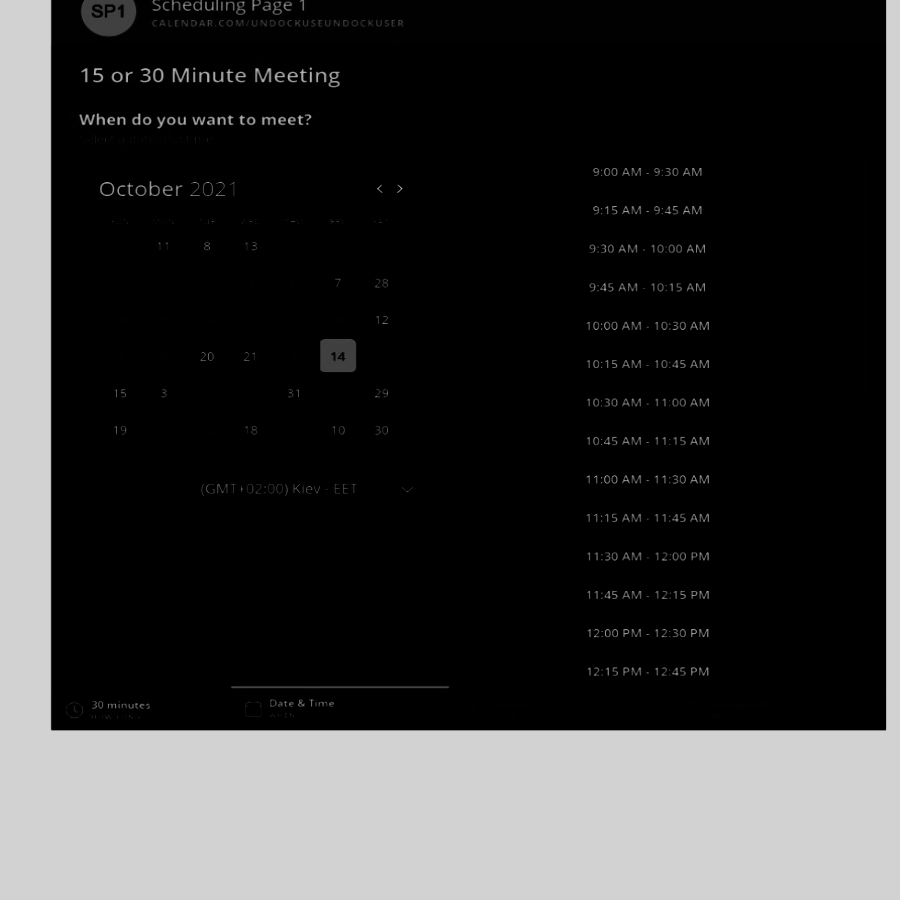 SP1
Scheduling Page 1
CALENDAR.COM/UNDOCKUSEUNDOCKUSER
15 or 30 Minute Meeting
When do you want to meet?
October 2021 < >
11 8 13
7 28
12
20 21 14
15 3 31 29
19 18 10 30
(GMT+02:00) Kiev - EET
9:00 AM - 9:30 AM
9:15 AM - 9:45 AM
9:30 AM - 10:00 AM
9:45 AM - 10:15 AM
10:00 AM - 10:30 AM
10:15 AM - 10:45 AM
10:30 AM - 11:00 AM
10:45 AM - 11:15 AM
11:00 AM - 11:30 AM
11:15 AM - 11:45 AM
11:30 AM - 12:00 PM
11:45 AM - 12:15 PM
12:00 PM - 12:30 PM
12:15 PM - 12:45 PM
30 minutes
Date & Time